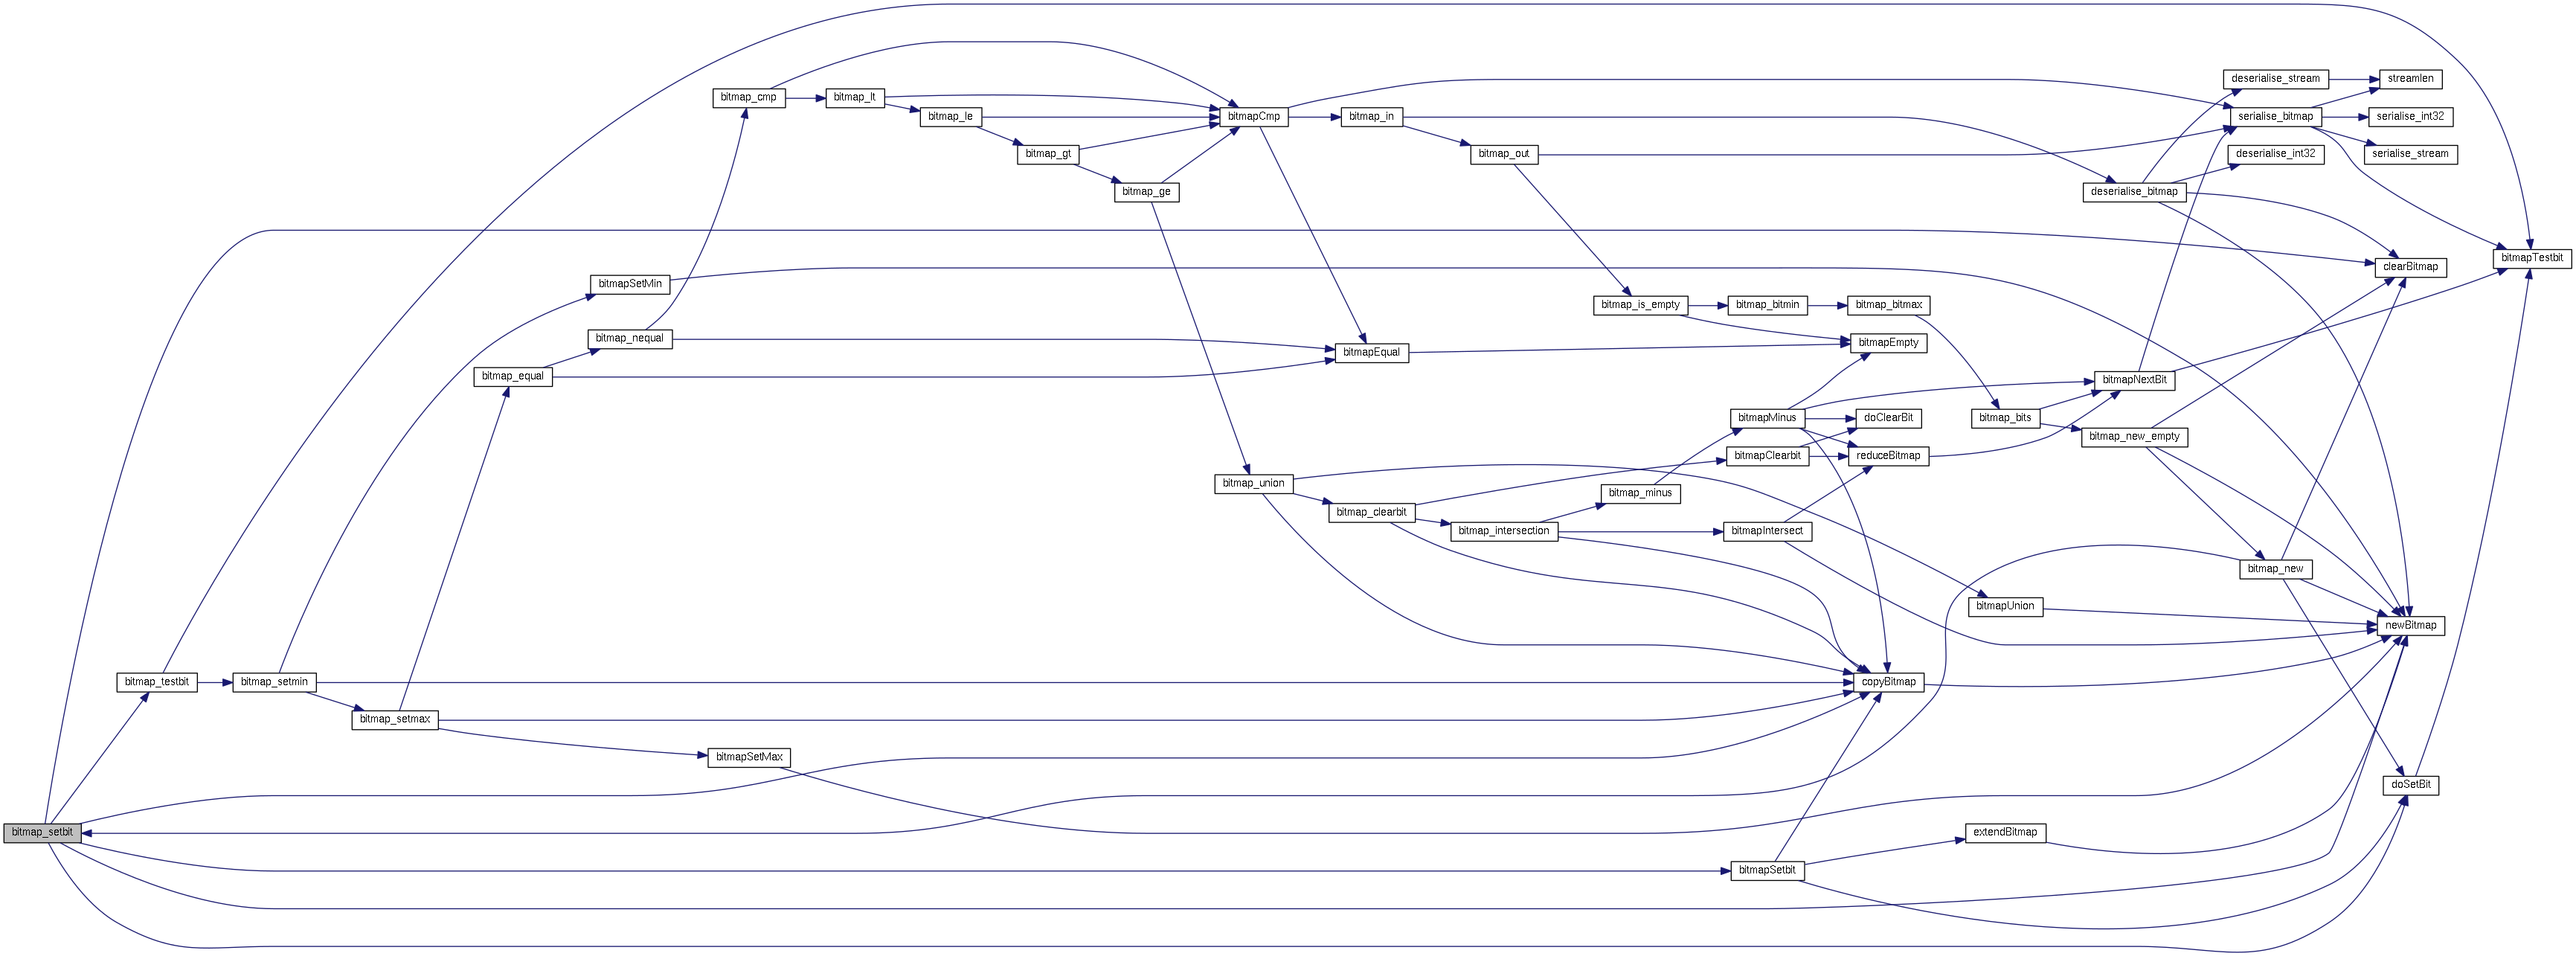 deserialise_stream
streamlen
bitmap_cmp
bitmap_lt
bitmap_le
bitmapCmp
bitmap_in
serialise_bitmap
serialise_int32
bitmap_gt
bitmap_out
deserialise_int32
serialise_stream
bitmap_ge
deserialise_bitmap
bitmapTestbit
clearBitmap
bitmapSetMin
bitmap_is_empty
bitmap_bitmin
bitmap_bitmax
bitmap_nequal
bitmapEmpty
bitmapEqual
bitmap_equal
bitmapNextBit
bitmapMinus
doClearBit
bitmap_bits
bitmap_new_empty
bitmapClearbit
reduceBitmap
bitmap_union
bitmap_minus
bitmap_clearbit
bitmap_intersection
bitmapIntersect
bitmap_new
bitmapUnion
newBitmap
bitmap_testbit
bitmap_setmin
copyBitmap
bitmap_setmax
bitmapSetMax
doSetBit
bitmap_setbit
extendBitmap
bitmapSetbit